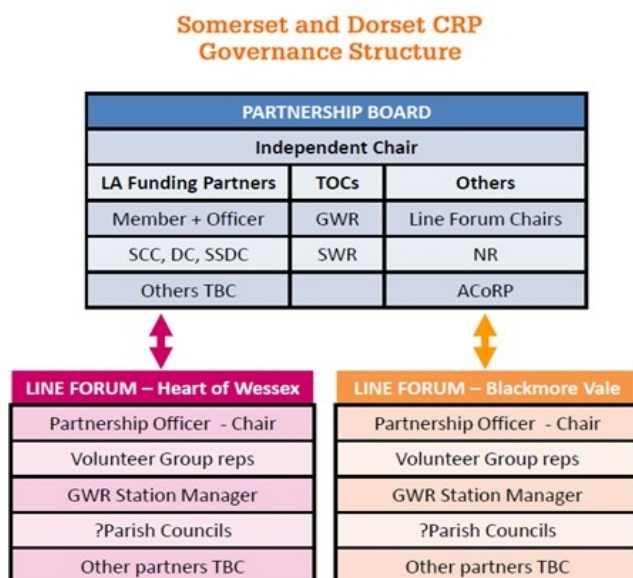 Somerset and Dorset CRP
Governance Structure
PARTNERSHIP BOARD
Independent Chair
LA Funding Partners TOCs Others
Member + Officer GWR Line Forum Chairs
SCC, DC, SSDC SWR NR
Others TBC ACoRP
LINE FORUM – Heart of Wessex
Partnership Officer - Chair
Volunteer Group reps
GWR Station Manager
?Parish Councils
Other partners TBC
LINE FORUM – Blackmore Vale
Partnership Officer - Chair
Volunteer Group reps
GWR Station Manager
?Parish Councils
Other partners TBC